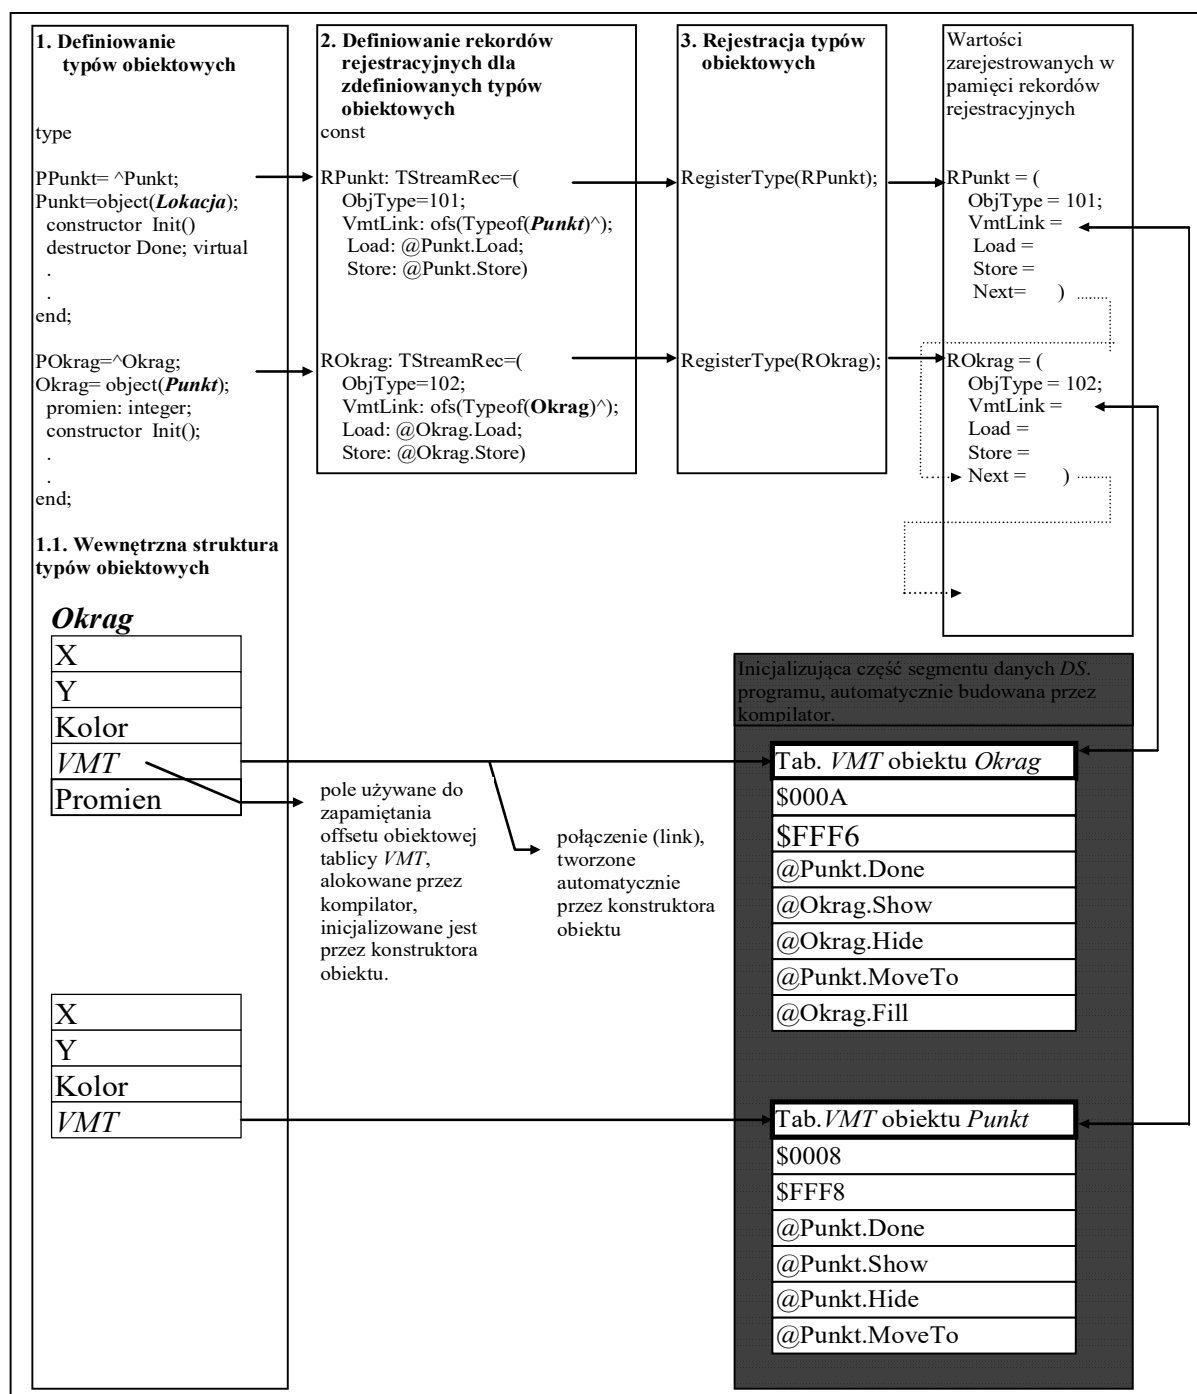 1. Definiowanie
typów obiektowych
type
PPunkt= ^Punkt;
Punkt=object(Lokacja);
constructor Init()
destructor Done; virtual
.
.
end;
POkrag=^Okrag;
Okrag= object(Punkt);
promien: integer;
constructor Init();
.
.
end;
1.1. Wewnętrzna struktura
typów obiektowych
2. Definiowanie rekordów
rejestracyjnych dla
zdefiniowanych typów
obiektowych
const
RPunkt: TStreamRec=(
ObjType=101;
VmtLink: ofs(Typeof(Punkt)^);
Load: @Punkt.Load;
Store: @Punkt.Store)
ROkrag: TStreamRec=(
ObjType=102;
VmtLink: ofs(Typeof(Okrag)^);
Load: @Okrag.Load;
Store: @Okrag.Store)
3. Rejestracja typów
obiektowych
RegisterType(RPunkt);
RegisterType(ROkrag);
Wartości
zarejestrowanych w
pamięci rekordów
rejestracyjnych
RPunkt = (
ObjType = 101;
VmtLink =
Load =
Store =
Next= )
ROkrag = (
ObjType = 102;
VmtLink =
Load =
Store =
Next = )
Okrag
X
Y
Kolor
VMT
Promien
pole używane do
zapamiętania
offsetu obiektowej
tablicy VMT,
alokowane przez
kompilator,
inicjalizowane jest
przez konstruktora
obiektu.
połączenie (link),
tworzone
automatycznie
przez konstruktora
obiektu
Inicjalizująca część segmentu danych DS.
programu, automatycznie budowana przez
kompilator.
Tab. VMT obiektu Okrag
$000A
$FFF6
@Punkt.Done
@Okrag.Show
@Okrag.Hide
@Punkt.MoveTo
@Okrag.Fill
X
Y
Kolor
VMT
Tab.VMT obiektu Punkt
$0008
$FFF8
@Punkt.Done
@Punkt.Show
@Punkt.Hide
@Punkt.MoveTo